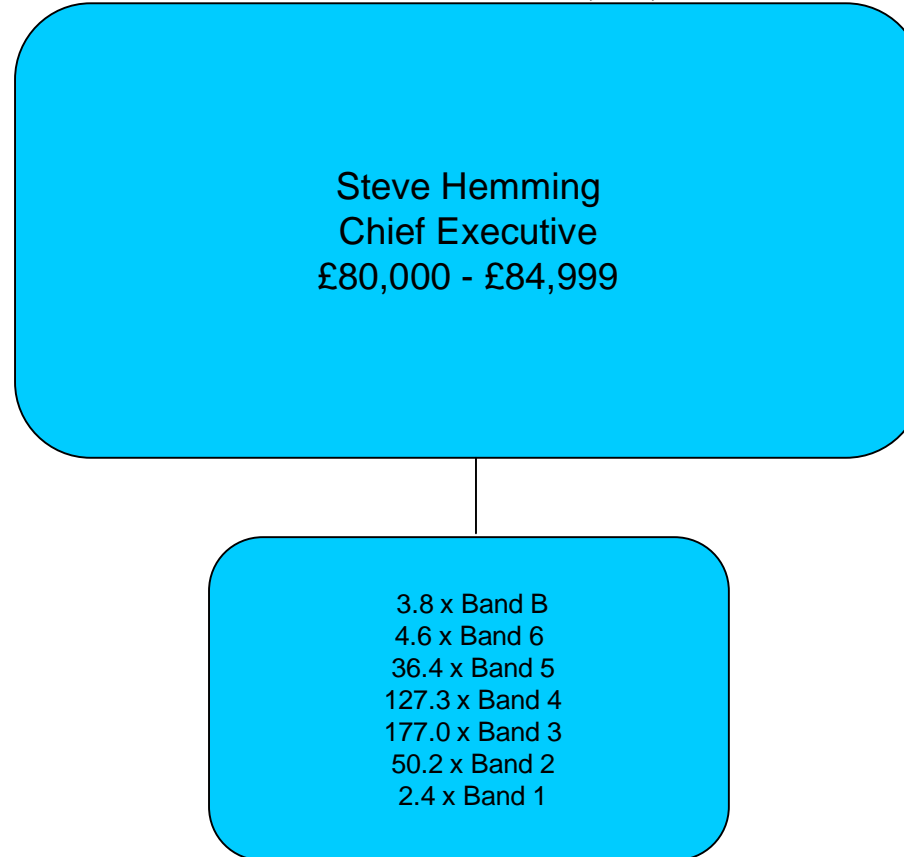 Steve Hemming
Chief Executive
£80,000 - £84,999
3.8 x Band B
4.6 x Band 6
36.4 x Band 5
127.3 x Band 4
177.0 x Band 3
50.2 x Band 2
2.4 x Band 1